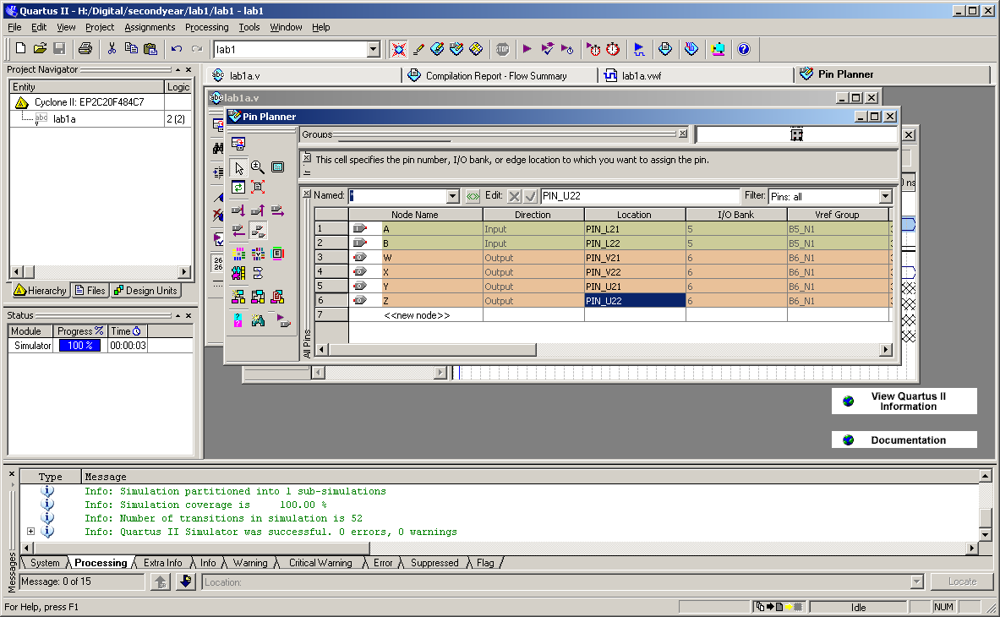 Quartus II - H:/Digital/secondyear/lab1/lab1 - lab1
File Edit View Project Assignments Processing Tools Window Help
lab1
STOP
Project Navigator
Entity Logic
Cyclone II: EP2C20F484C7
abc lab1a 2 (2)
Hierarchy Files Design Units
Status
Module Progress % Time
Simulator 100 % 00:00:03
lab1a.v Compilation Report - Flow Summary lab1a.vwf Pin Planner
lab1a.v
Pin Planner
Groups
This cell specifies the pin number, I/O bank, or edge location to which you want to assign the pin.
Named: * Edit: PIN_U22 Filter: Pins: all
Node Name Direction Location I/O Bank Vref Group
1 A Input PIN_L21 5 B5_N1
2 B Input PIN_L22 5 B5_N1
3 W Output PIN_V21 6 B6_N1
4 X Output PIN_V22 6 B6_N1
5 Y Output PIN_U21 6 B6_N1
6 Z Output PIN_U22 6 B6_N1
7 <<new node>>
All Pins
View Quartus II
Information
Documentation
Type Message
Info: Simulation partitioned into 1 sub-simulations
Info: Simulation coverage is 100.00 %
Info: Number of transitions in simulation is 52
Info: Quartus II Simulator was successful. 0 errors, 0 warnings
System Processing Extra Info Info Warning Critical Warning Error Suppressed Flag
Messages
Message: 0 of 15 Location: Locate
For Help, press F1 Idle NUM